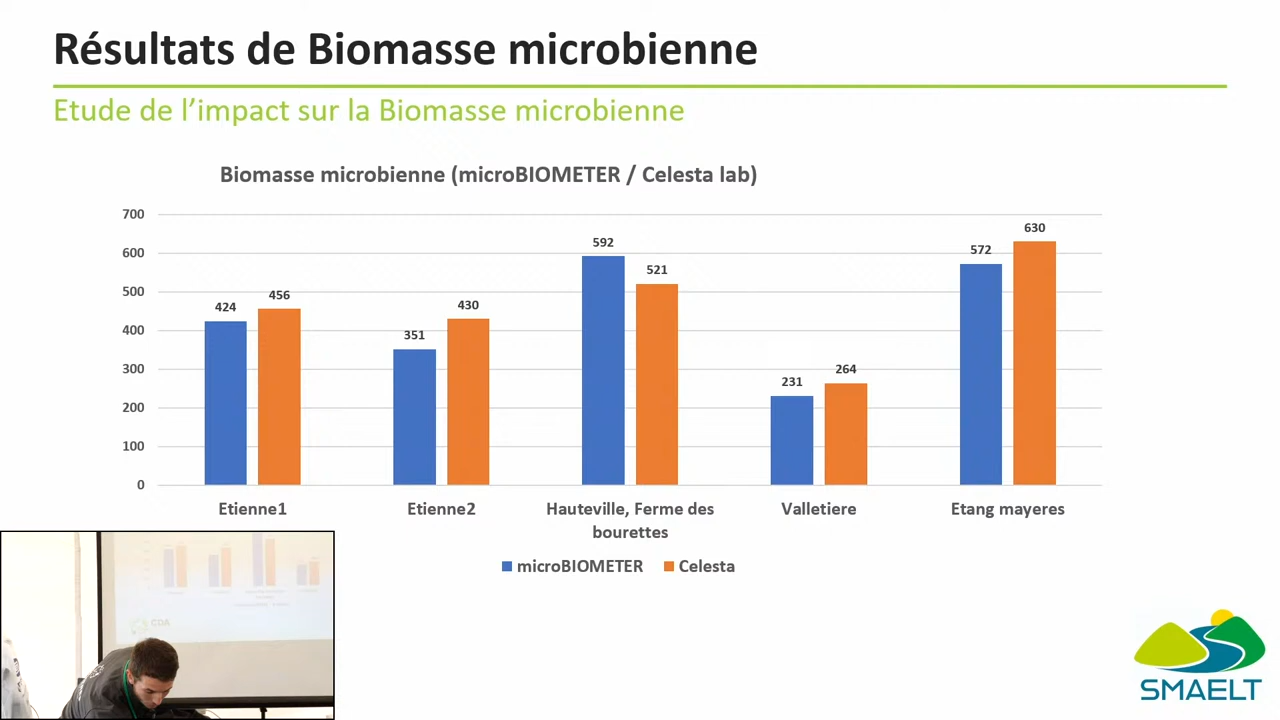 Résultats de Biomasse microbienne
Etude de l'impact sur la Biomasse microbienne
Biomasse microbienne (microBIOMETER / Celesta lab)
700
600
500
400
300
200
100
0
424
456
351
430
592
521
231
264
572
630
Etienne1
Etienne2
Hauteville, Ferme des
bourettes
Valletiere
Etang mayeres
microBIOMETER
Celesta
CDA
SMAELT